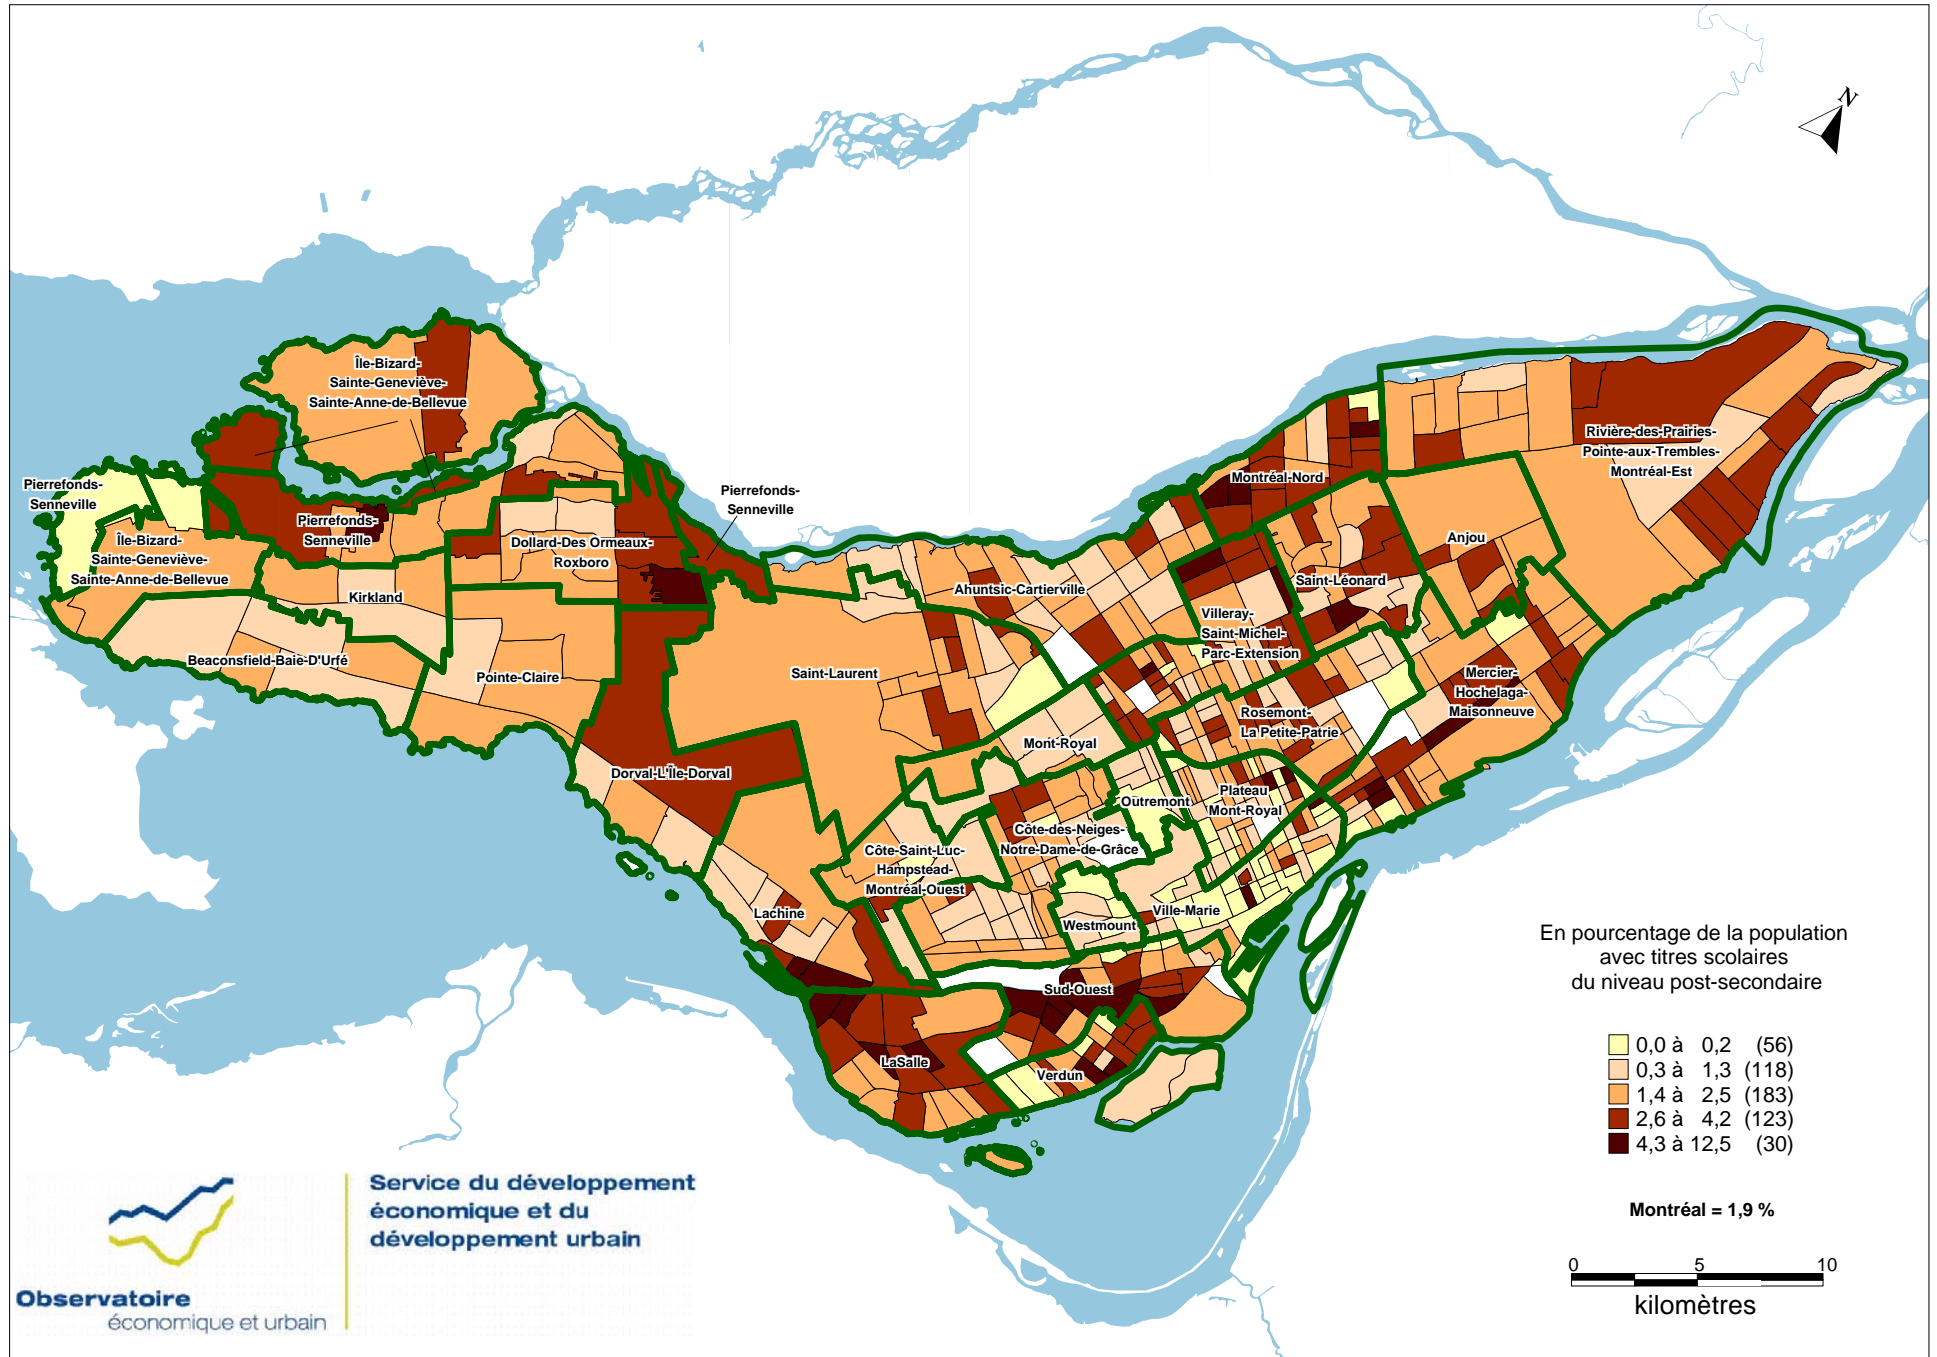 N
Île-Bizard-
Sainte-Geneviève-
Sainte-Anne-de-Bellevue
Pierrefonds-
Senneville
Pierrefonds-
Senneville
Pierrefonds-
Senneville
Île-Bizard-
Sainte-Geneviève-
Sainte-Anne-de-Bellevue
Dollard-Des Ormeaux-
Roxboro
Kirkland
Beaconsfield-Baie-D'Urfé
Pointe-Claire
Dorval-L'Île-Dorval
Saint-Laurent
Ahuntsic-Cartierville
Montréal-Nord
Rivière-des-Prairies-
Pointe-aux-Trembles-
Montréal-Est
Anjou
Saint-Léonard
Villeray-
Saint-Michel-
Parc-Extension
Mercier-
Hochelaga-
Maisonneuve
Rosemont-
La Petite-Patrie
Mont-Royal
Outremont
Plateau
Mont-Royal
Côte-des-Neiges-
Notre-Dame-de-Grâce
Côte-Saint-Luc-
Hampstead-
Montréal-Ouest
Lachine
Westmount
Ville-Marie
Sud-Ouest
LaSalle
Verdun
En pourcentage de la population
avec titres scolaires
du niveau post-secondaire
0,0 à 0,2 (56)
0,3 à 1,3 (118)
1,4 à 2,5 (183)
2,6 à 4,2 (123)
4,3 à 12,5 (30)
Montréal = 1,9 %
0 5 10
kilomètres
Service du développement
économique et du
développement urbain
Observatoire
économique et urbain